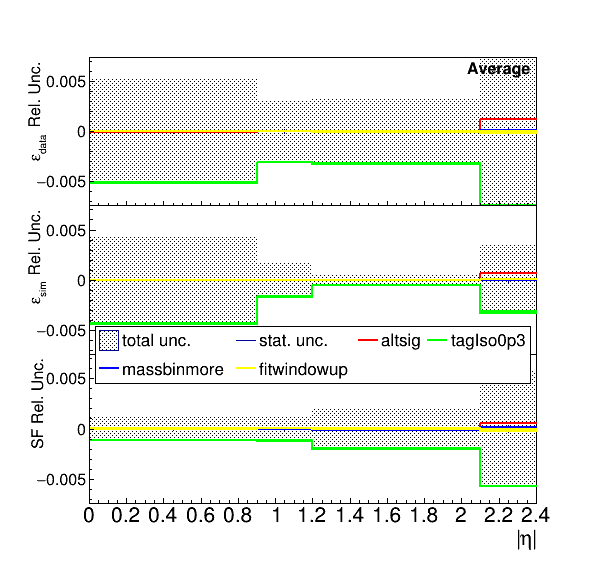 Average
ε_data Rel. Unc.
0.005
0
−0.005
ε_sim Rel. Unc.
0.005
0
−0.005
total unc. stat. unc. altsig tagIso0p3
massbinmore fitwindowup
SF Rel. Unc.
0.005
0
−0.005
0 0.2 0.4 0.6 0.8 1 1.2 1.4 1.6 1.8 2 2.2 2.4
|η|